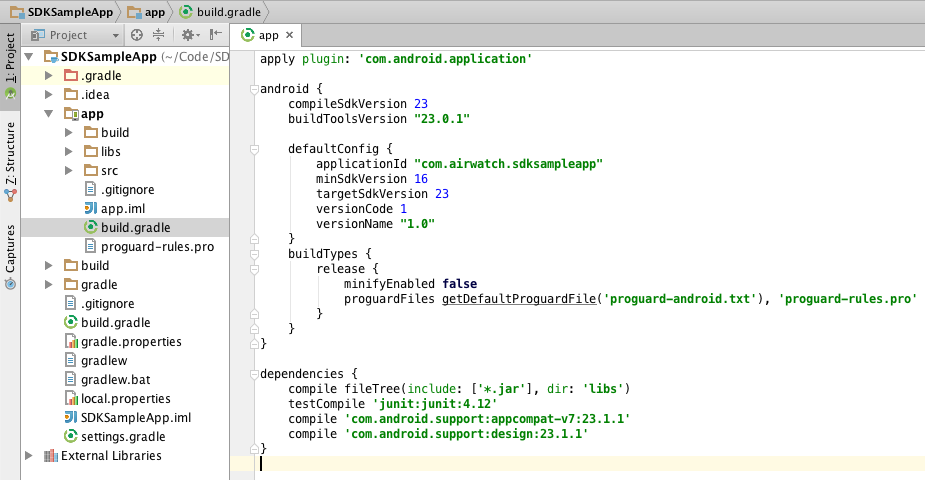 SDKSampleApp app build.gradle
1: Project
Z: Structure
Captures
Project
SDKSampleApp (~/Code/SD
.gradle
.idea
app
build
libs
src
.gitignore
app.iml
build.gradle
proguard-rules.pro
build
gradle
.gitignore
build.gradle
gradle.properties
gradlew
gradlew.bat
local.properties
SDKSampleApp.iml
settings.gradle
External Libraries
app
apply plugin: 'com.android.application'
android {
compileSdkVersion 23
buildToolsVersion "23.0.1"
defaultConfig {
applicationId "com.airwatch.sdksampleapp"
minSdkVersion 16
targetSdkVersion 23
versionCode 1
versionName "1.0"
}
buildTypes {
release {
minifyEnabled false
proguardFiles getDefaultProguardFile('proguard-android.txt'), 'proguard-rules.pro'
}
}
}
dependencies {
compile fileTree(include: ['*.jar'], dir: 'libs')
testCompile 'junit:junit:4.12'
compile 'com.android.support:appcompat-v7:23.1.1'
compile 'com.android.support:design:23.1.1'
}